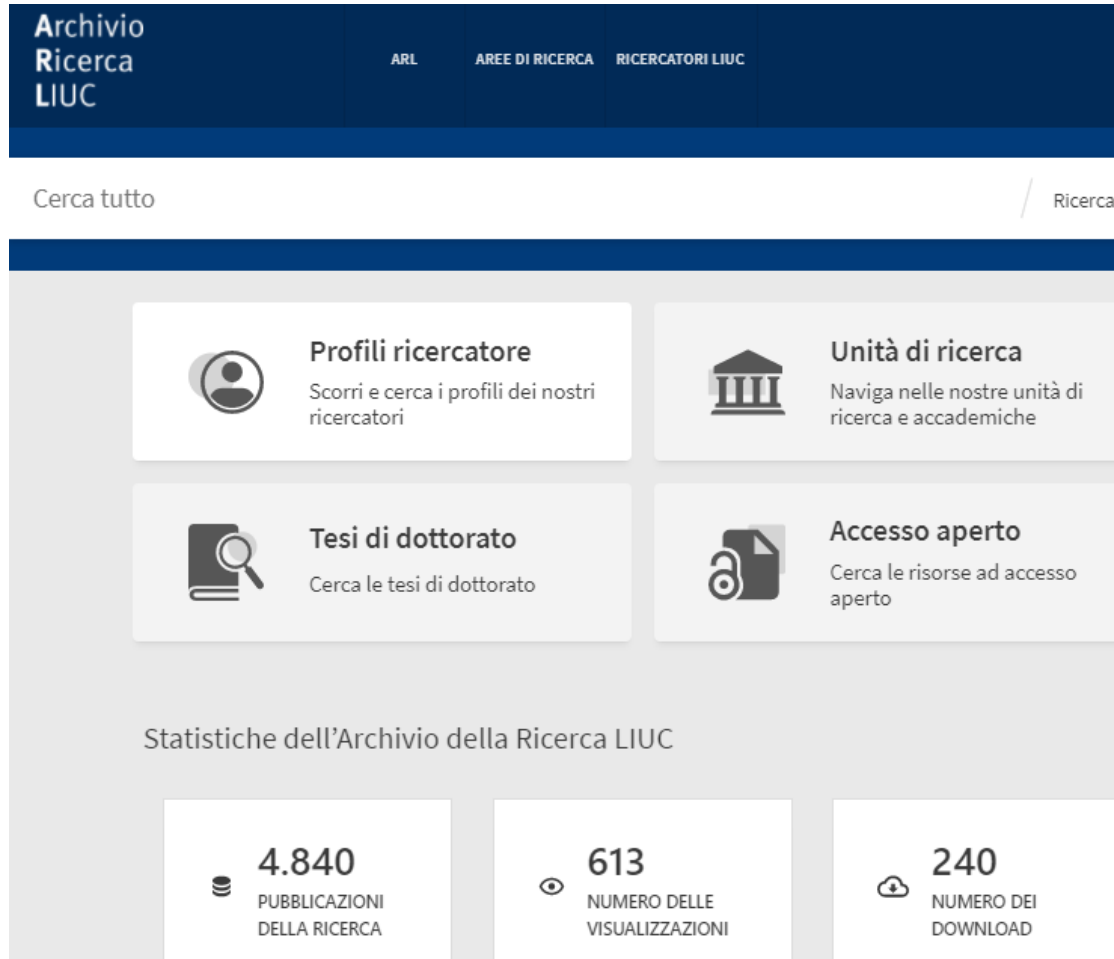 Archivio
Ricerca
LIUC
ARL
AREE DI RICERCA
RICERCATORI LIUC
Cerca tutto
Ricerca
Profili ricercatore
Scorri e cerca i profili dei nostri
ricercatori
Unità di ricerca
Naviga nelle nostre unità di
ricerca e accademiche
Tesi di dottorato
Cerca le tesi di dottorato
Accesso aperto
Cerca le risorse ad accesso
aperto
Statistiche dell’Archivio della Ricerca LIUC
4.840
PUBBLICAZIONI
DELLA RICERCA
613
NUMERO DELLE
VISUALIZZAZIONI
240
NUMERO DEI
DOWNLOAD